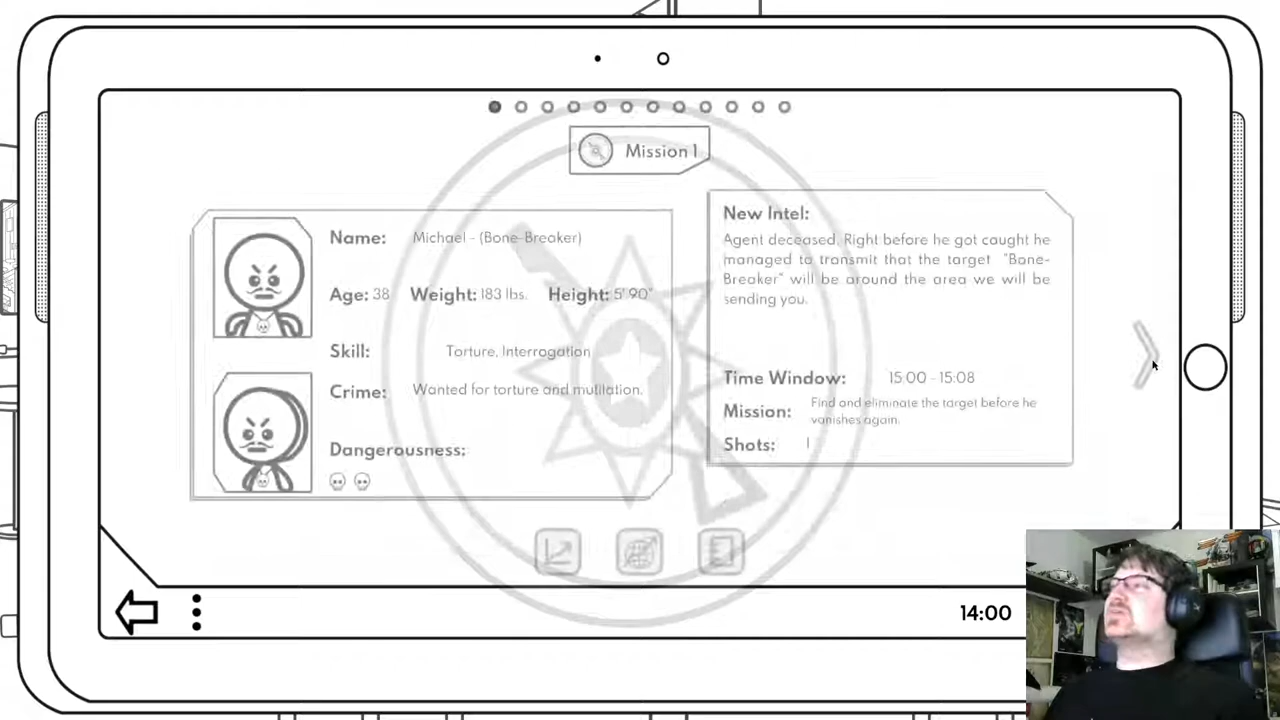 Mission 1
Name: Michael - (Bone-Breaker)
Age: 38 Weight: 183 lbs. Height: 5' 90"
Skill: Torture, Interrogation
Crime: Wanted for torture and mutilation.
Dangerousness:
New Intel:
Agent deceased. Right before he got caught he
managed to transmit that the target "Bone-
Breaker" will be around the area we will be
sending you.
Time Window: 15:00 - 15:08
Mission: Find and eliminate the target before he
vanishes again.
Shots: 1
14:00